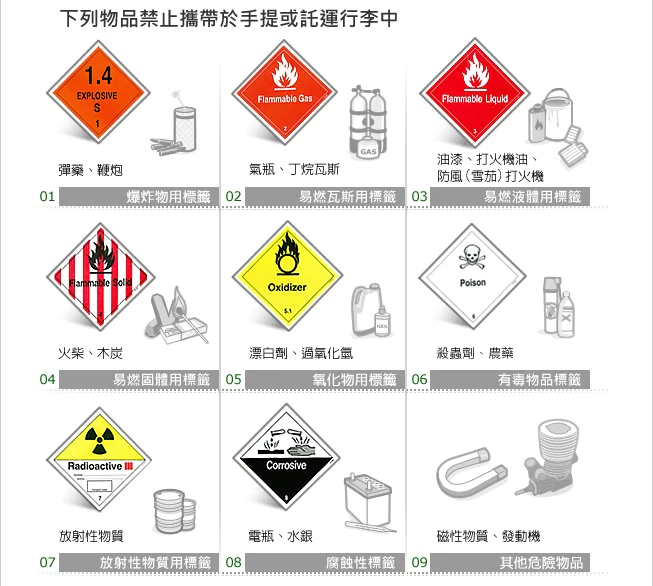 下列物品禁止攜帶於手提或託運行李中
1.4
EXPLOSIVE
S
1
彈藥、鞭炮
01 爆炸物用標籤
Flammable Gas
2
GAS
氣瓶、丁烷瓦斯
02 易燃瓦斯用標籤
Flammable Liquid
3
油漆、打火機油、
防風(雪茄)打火機
03 易燃液體用標籤
Flammable Solid
4
火柴、木炭
04 易燃固體用標籤
Oxidizer
5.1
漂白劑、過氧化氫
05 氧化物用標籤
Poison
6
殺蟲劑、農藥
06 有毒物品標籤
Radioactive III
7
放射性物質
07 放射性物質用標籤
Corrosive
8
電瓶、水銀
08 腐蝕性標籤
磁性物質、發動機
09 其他危險物品